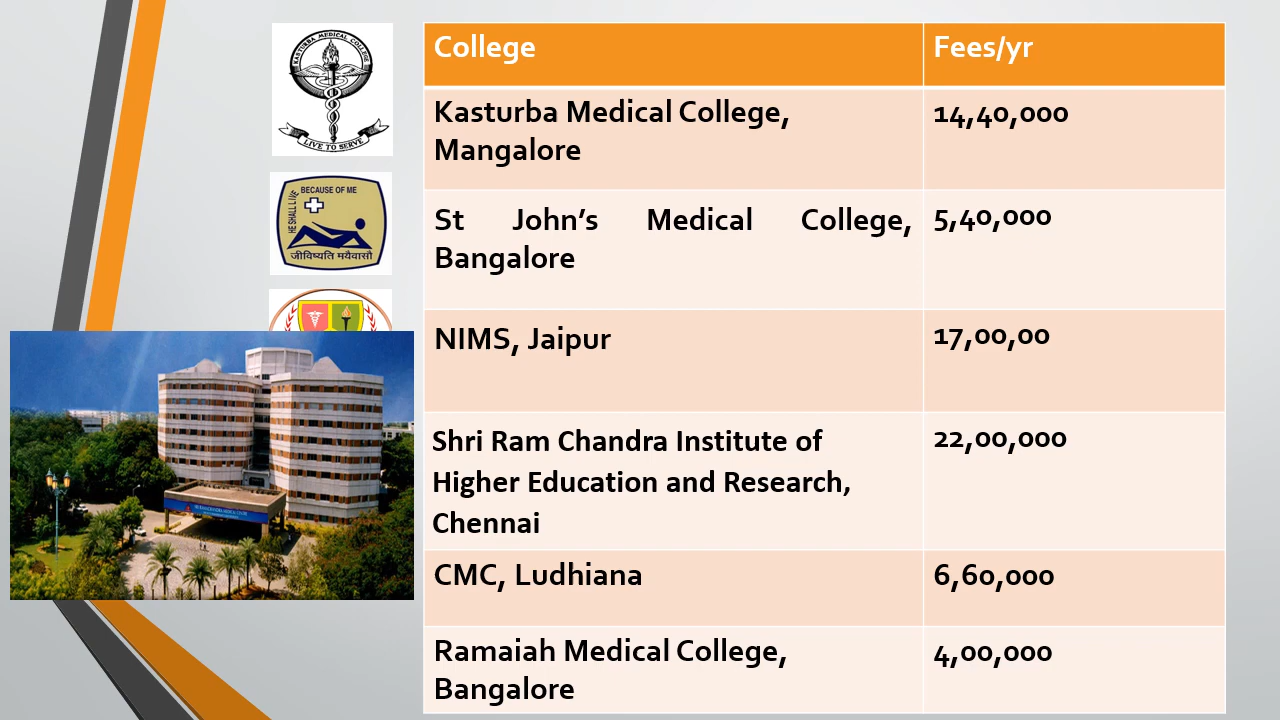 KASTURBA MEDICAL COLLEGE
LIVE TO SERVE
BECAUSE OF ME
HE SHALL LIVE
जीविष्यति मयैवासौ
College Fees/yr
Kasturba Medical College, 14,40,000
Mangalore
St John’s Medical College, 5,40,000
Bangalore
NIMS, Jaipur 17,00,00
Shri Ram Chandra Institute of 22,00,000
Higher Education and Research,
Chennai
CMC, Ludhiana 6,60,000
Ramaiah Medical College, 4,00,000
Bangalore